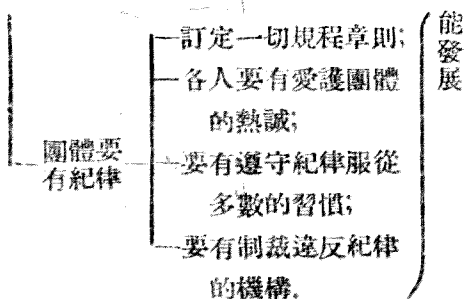 團體要
有紀律
訂定一切規程章則;
各人要有愛護團體
的熱誠;
要有遵守紀律服從
多數的習慣;
要有制裁違反紀律
的機構.
能發展